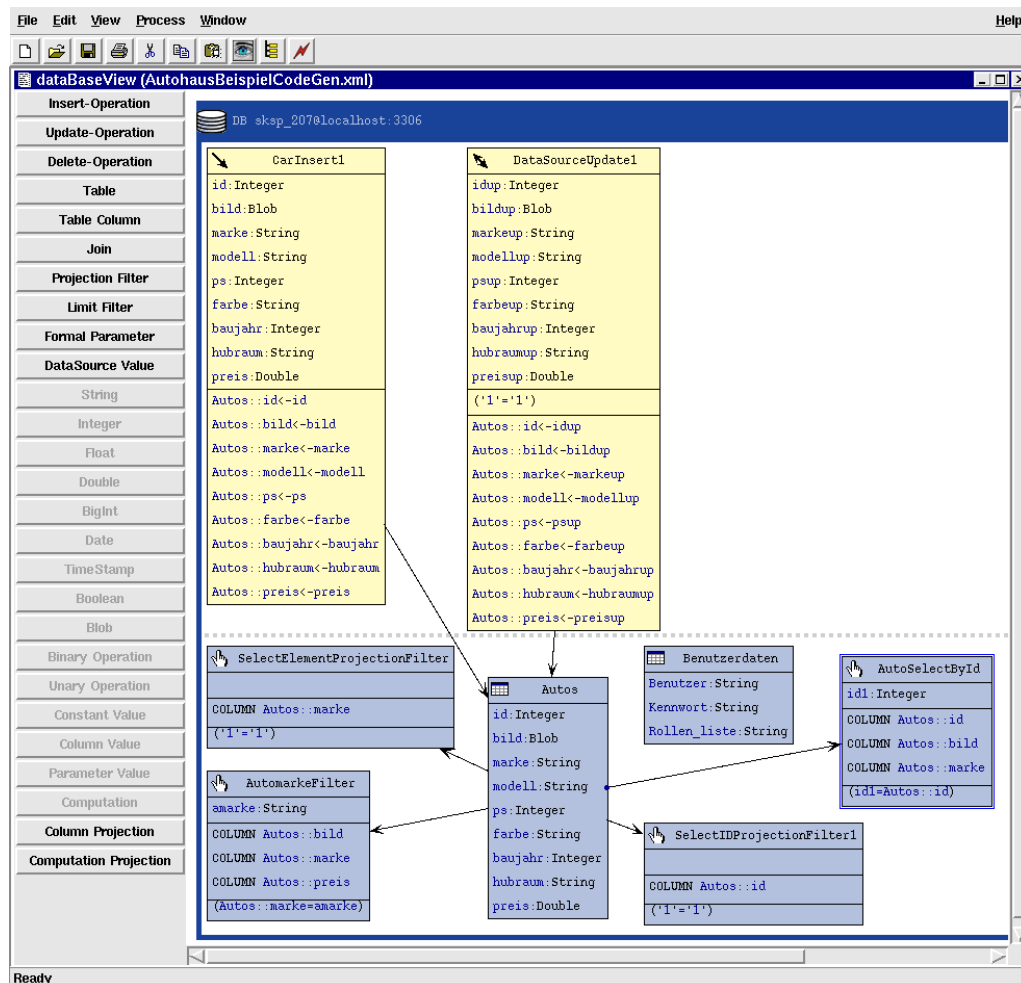 File Edit View Process Window Help
dataBaseView (AutohausBeispielCodeGen.xml)
Insert-Operation
Update-Operation
Delete-Operation
Table
Table Column
Join
Projection Filter
Limit Filter
Formal Parameter
DataSource Value
String
Integer
Float
Double
BigInt
Date
TimeStamp
Boolean
Blob
Binary Operation
Unary Operation
Constant Value
Column Value
Parameter Value
Computation
Column Projection
Computation Projection
DB sksp_207@localhost:3306
CarInsert1
id:Integer
bild:Blob
marke:String
modell:String
ps:Integer
farbe:String
baujahr:Integer
hubraum:String
preis:Double
Autos::id<-id
Autos::bild<-bild
Autos::marke<-marke
Autos::modell<-modell
Autos::ps<-ps
Autos::farbe<-farbe
Autos::baujahr<-baujahr
Autos::hubraum<-hubraum
Autos::preis<-preis
DataSourceUpdate1
idup:Integer
bildup:Blob
markeup:String
modellup:String
psup:Integer
farbeup:String
baujahrup:Integer
hubraumup:String
preisup:Double
('1'='1')
Autos::id<-idup
Autos::bild<-bildup
Autos::marke<-markeup
Autos::modell<-modellup
Autos::ps<-psup
Autos::farbe<-farbeup
Autos::baujahr<-baujahrup
Autos::hubraum<-hubraumup
Autos::preis<-preisup
SelectElementProjectionFilter
COLUMN Autos::marke
('1'='1')
AutomarkeFilter
amarke:String
COLUMN Autos::bild
COLUMN Autos::marke
COLUMN Autos::preis
(Autos::marke=amarke)
Autos
id:Integer
bild:Blob
marke:String
modell:String
ps:Integer
farbe:String
baujahr:Integer
hubraum:String
preis:Double
Benutzerdaten
Benutzer:String
Kennwort:String
Rollen_liste:String
AutoSelectById
id1:Integer
COLUMN Autos::id
COLUMN Autos::bild
COLUMN Autos::marke
(id1=Autos::id)
SelectIDProjectionFilter1
COLUMN Autos::id
('1'='1')
Ready